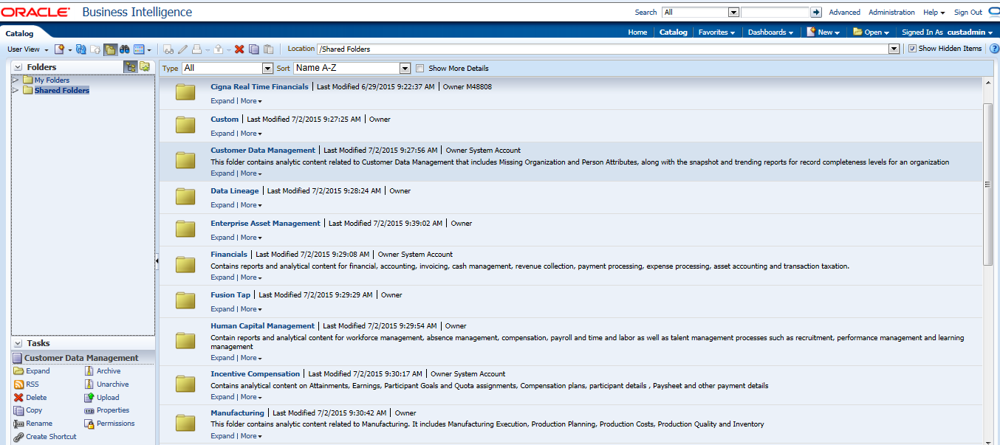 ORACLE Business Intelligence
Search All Advanced Administration Help Sign Out
Catalog
Home Catalog Favorites Dashboards New Open Signed In As custadmin
User View Location /Shared Folders Show Hidden Items
Folders
My Folders
Shared Folders
Type All Sort Name A-Z Show More Details
Cigna Real Time Financials | Last Modified 6/29/2015 9:22:37 AM | Owner M48808
Expand | More
Custom | Last Modified 7/2/2015 9:27:25 AM | Owner
Expand | More
Customer Data Management | Last Modified 7/2/2015 9:27:56 AM | Owner System Account
This folder contains analytic content related to Customer Data Management that includes Missing Organization and Person Attributes, along with the snapshot and trending reports for record completeness levels for an organization
Expand | More
Data Lineage | Last Modified 7/2/2015 9:28:24 AM | Owner
Expand | More
Enterprise Asset Management | Last Modified 7/2/2015 9:39:02 AM | Owner
Expand | More
Financials | Last Modified 7/2/2015 9:29:08 AM | Owner System Account
Contains reports and analytical content for financial, accounting, invoicing, cash management, revenue collection, payment processing, expense processing, asset accounting and transaction taxation.
Expand | More
Fusion Tap | Last Modified 7/2/2015 9:29:29 AM | Owner
Expand | More
Human Capital Management | Last Modified 7/2/2015 9:29:54 AM | Owner
Contain reports and analytical content for workforce management, absence management, compensation, payroll and time and labor as well as talent management processes such as recruitment, performance management and learning
management
Expand | More
Incentive Compensation | Last Modified 7/2/2015 9:30:17 AM | Owner System Account
Contains analytical content on Attainments, Earnings, Participant Goals and Quota assignments, Compensation plans, participant details , Paysheet and other payment details
Expand | More
Manufacturing | Last Modified 7/2/2015 9:30:42 AM | Owner
This folder contains analytic content related to Manufacturing. It includes Manufacturing Execution, Production Planning, Production Costs, Production Quality and Inventory
Expand | More
Tasks
Customer Data Management
Expand Archive
RSS Unarchive
Delete Upload
Copy Properties
Rename Permissions
Create Shortcut